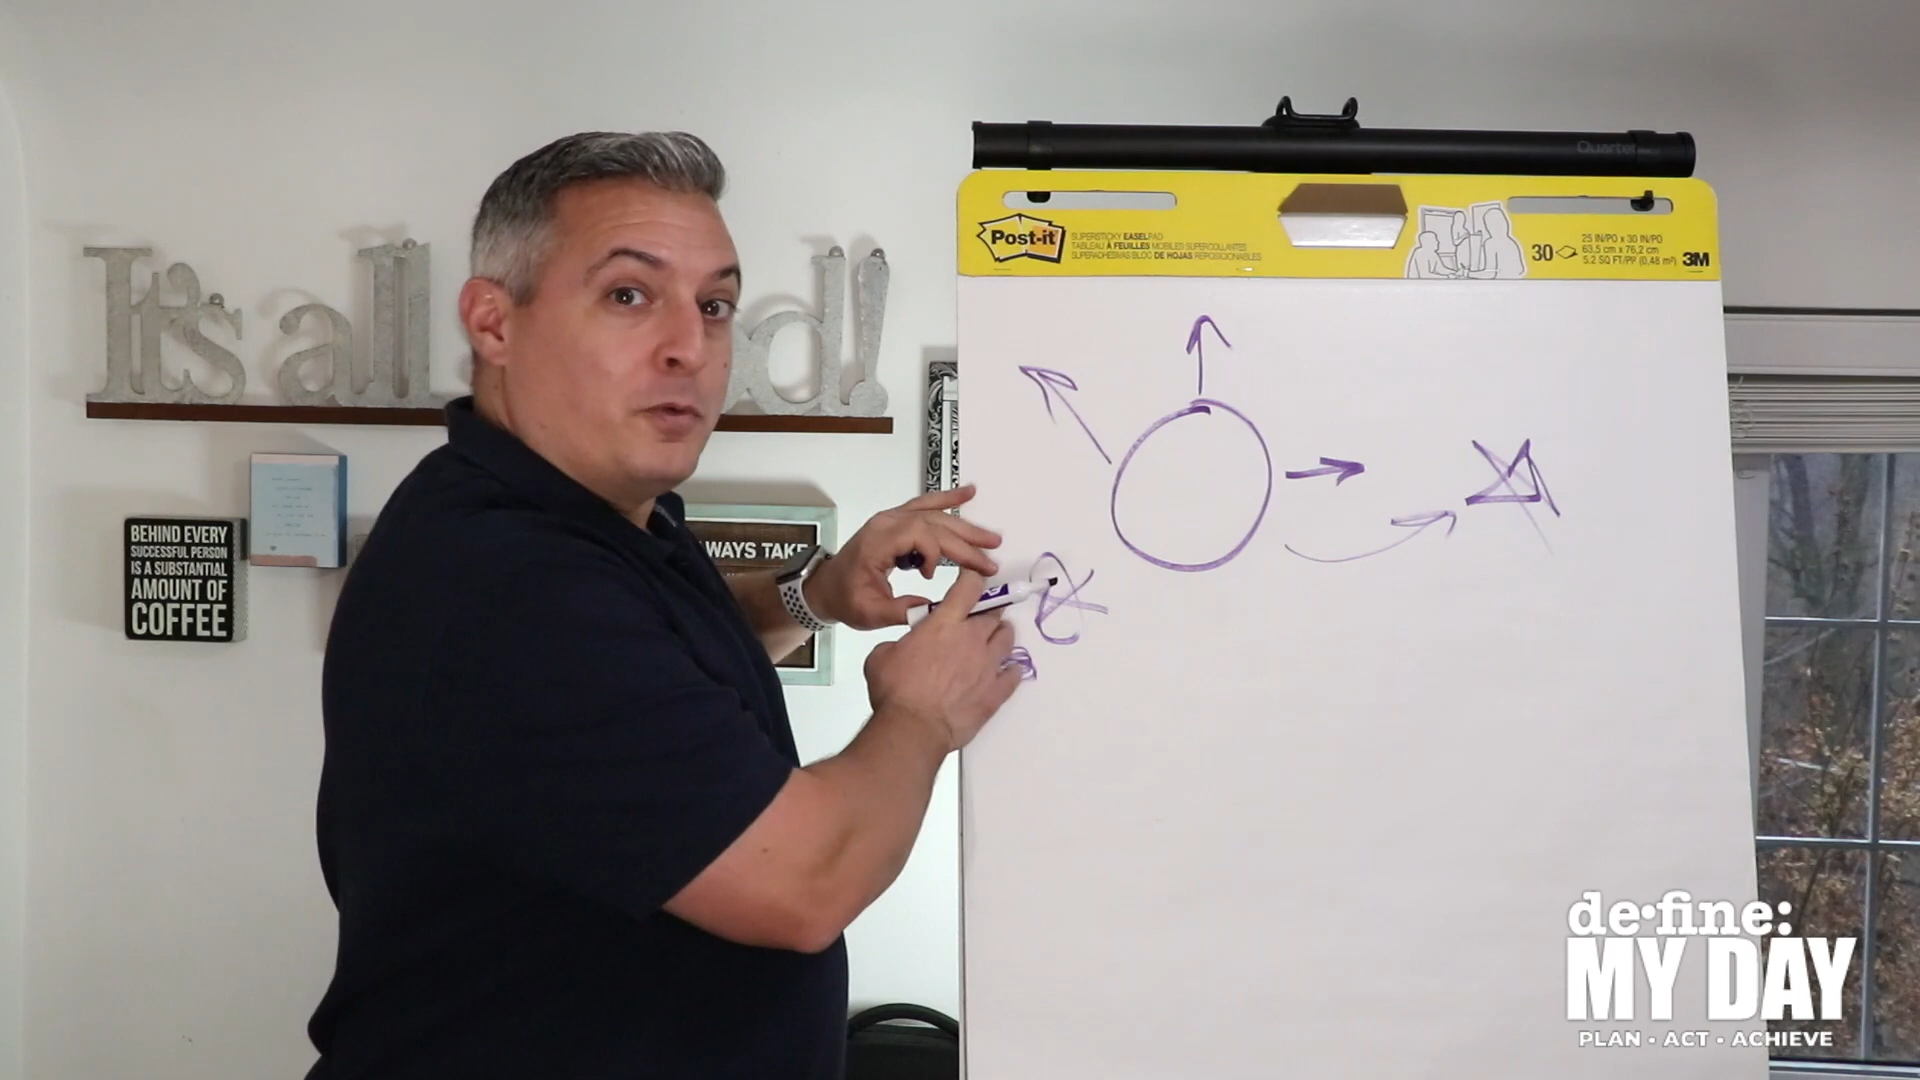 It's all
BEHIND EVERY
SUCCESSFUL PERSON
IS A SUBSTANTIAL
AMOUNT OF
COFFEE
WAYS TAKE
Quartet
Post-it
SUPERSTICKY EASEL PAD
TABLEAU À FEUILLES MOBILES SUPERCOLLANTES
SUPERADHESIVAS BLOC DE HOJAS REPOSICIONABLES
30
25 IN/PO x 30 IN/PO
63,5 cm x 76,2 cm
5.2 SQ FT/PI² (0,48 m²)
3M
de•fine:
MY DAY
PLAN • ACT • ACHIEVE